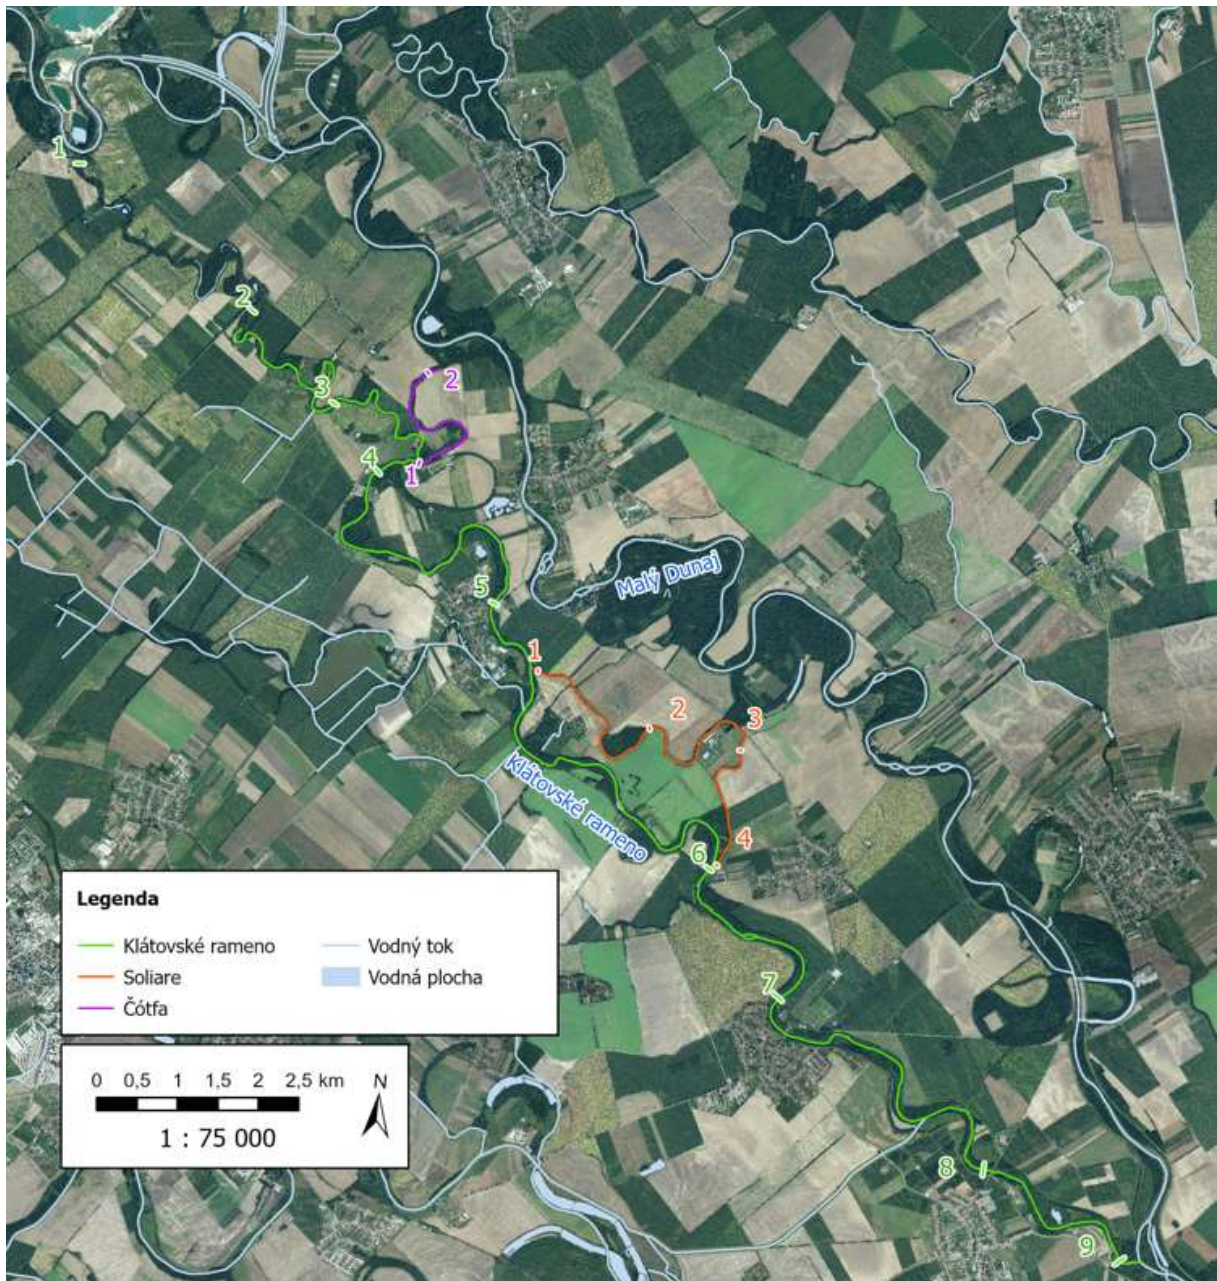 1
2
3
2
4
1
5
Malý Dunaj
1
2
3
Klátovské rameno
4
6
Legenda
Klátovské rameno
Vodný tok
Soliare
Vodná plocha
Čótfa
7
0 0,5 1 1,5 2 2,5 km
N
1 : 75 000
8
9